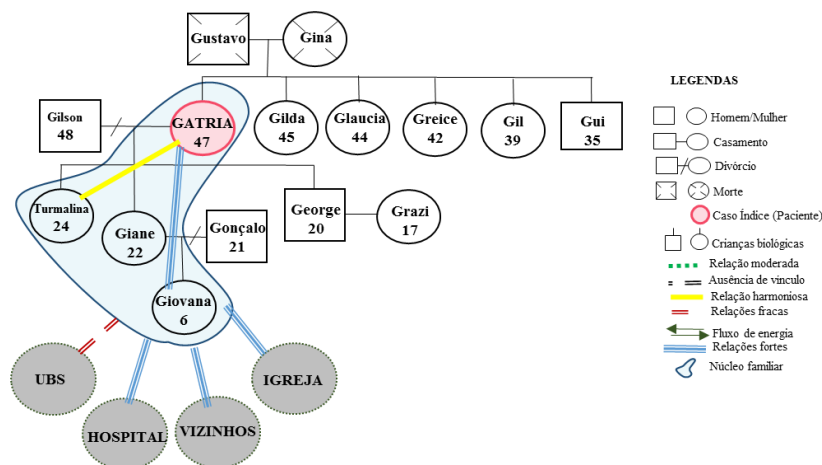 Gustavo
Gina
Gilson
48
GATRIA
47
Gilda
45
Glaucia
44
Greice
42
Gil
39
Gui
35
Turmalina
24
Giane
22
Gonçalo
21
George
20
Grazi
17
Giovana
6
UBS
HOSPITAL
VIZINHOS
IGREJA
LEGENDAS
Homem/Mulher
Casamento
Divórcio
Morte
Caso Índice (Paciente)
Crianças biológicas
Relação moderada
Ausência de vinculo
Relação harmoniosa
Relações fracas
Fluxo de energia
Relações fortes
Núcleo familiar